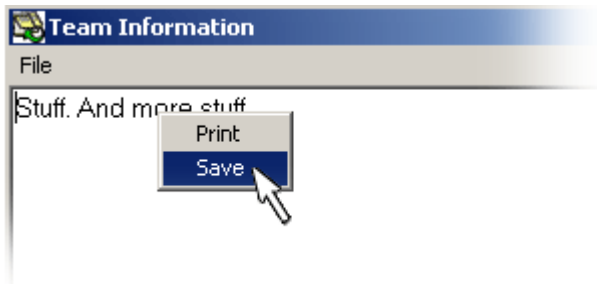 Team Information
File
Stuff. And more stuff
Print
Save